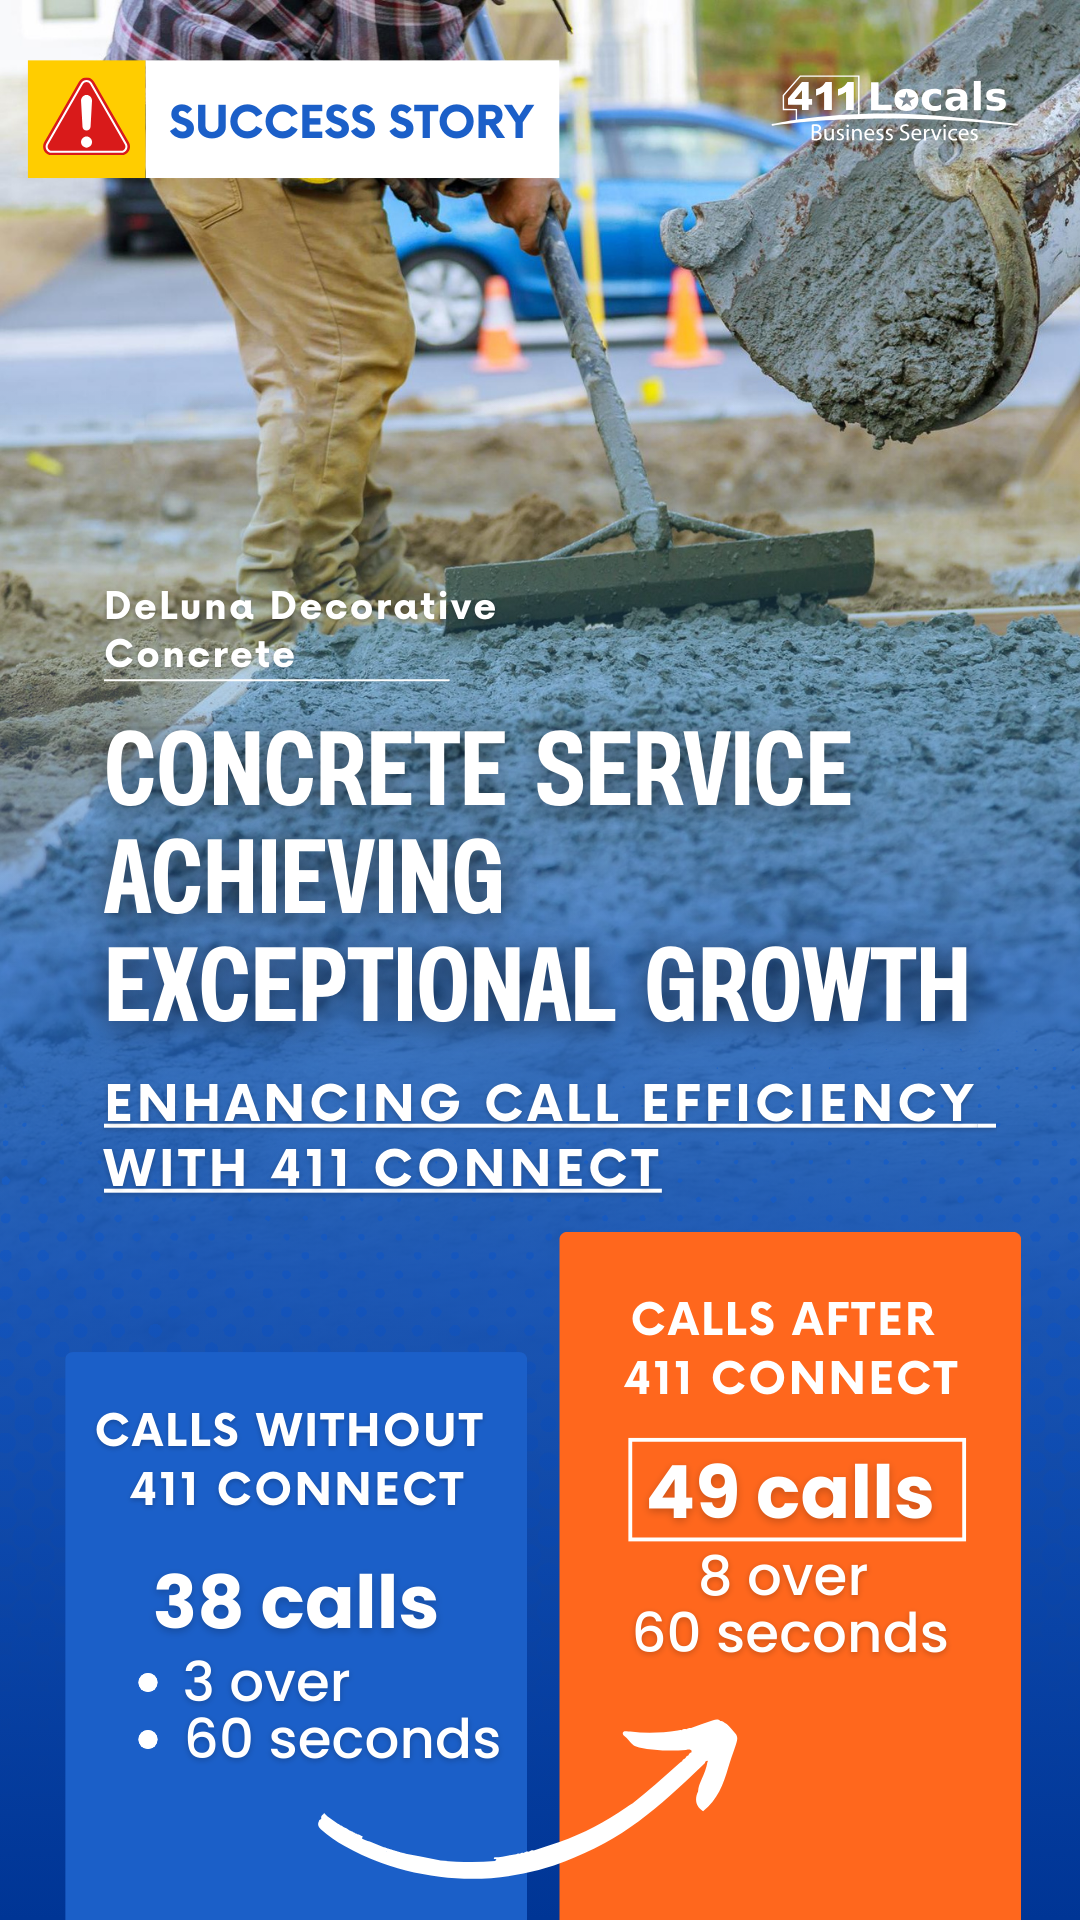 SUCCESS STORY
411 Locals
Business Services
DeLuna Decorative
Concrete
CONCRETE SERVICE
ACHIEVING
EXCEPTIONAL GROWTH
ENHANCING CALL EFFICIENCY
WITH 411 CONNECT
CALLS WITHOUT
411 CONNECT
38 calls
• 3 over
• 60 seconds
CALLS AFTER
411 CONNECT
49 calls
8 over
60 seconds